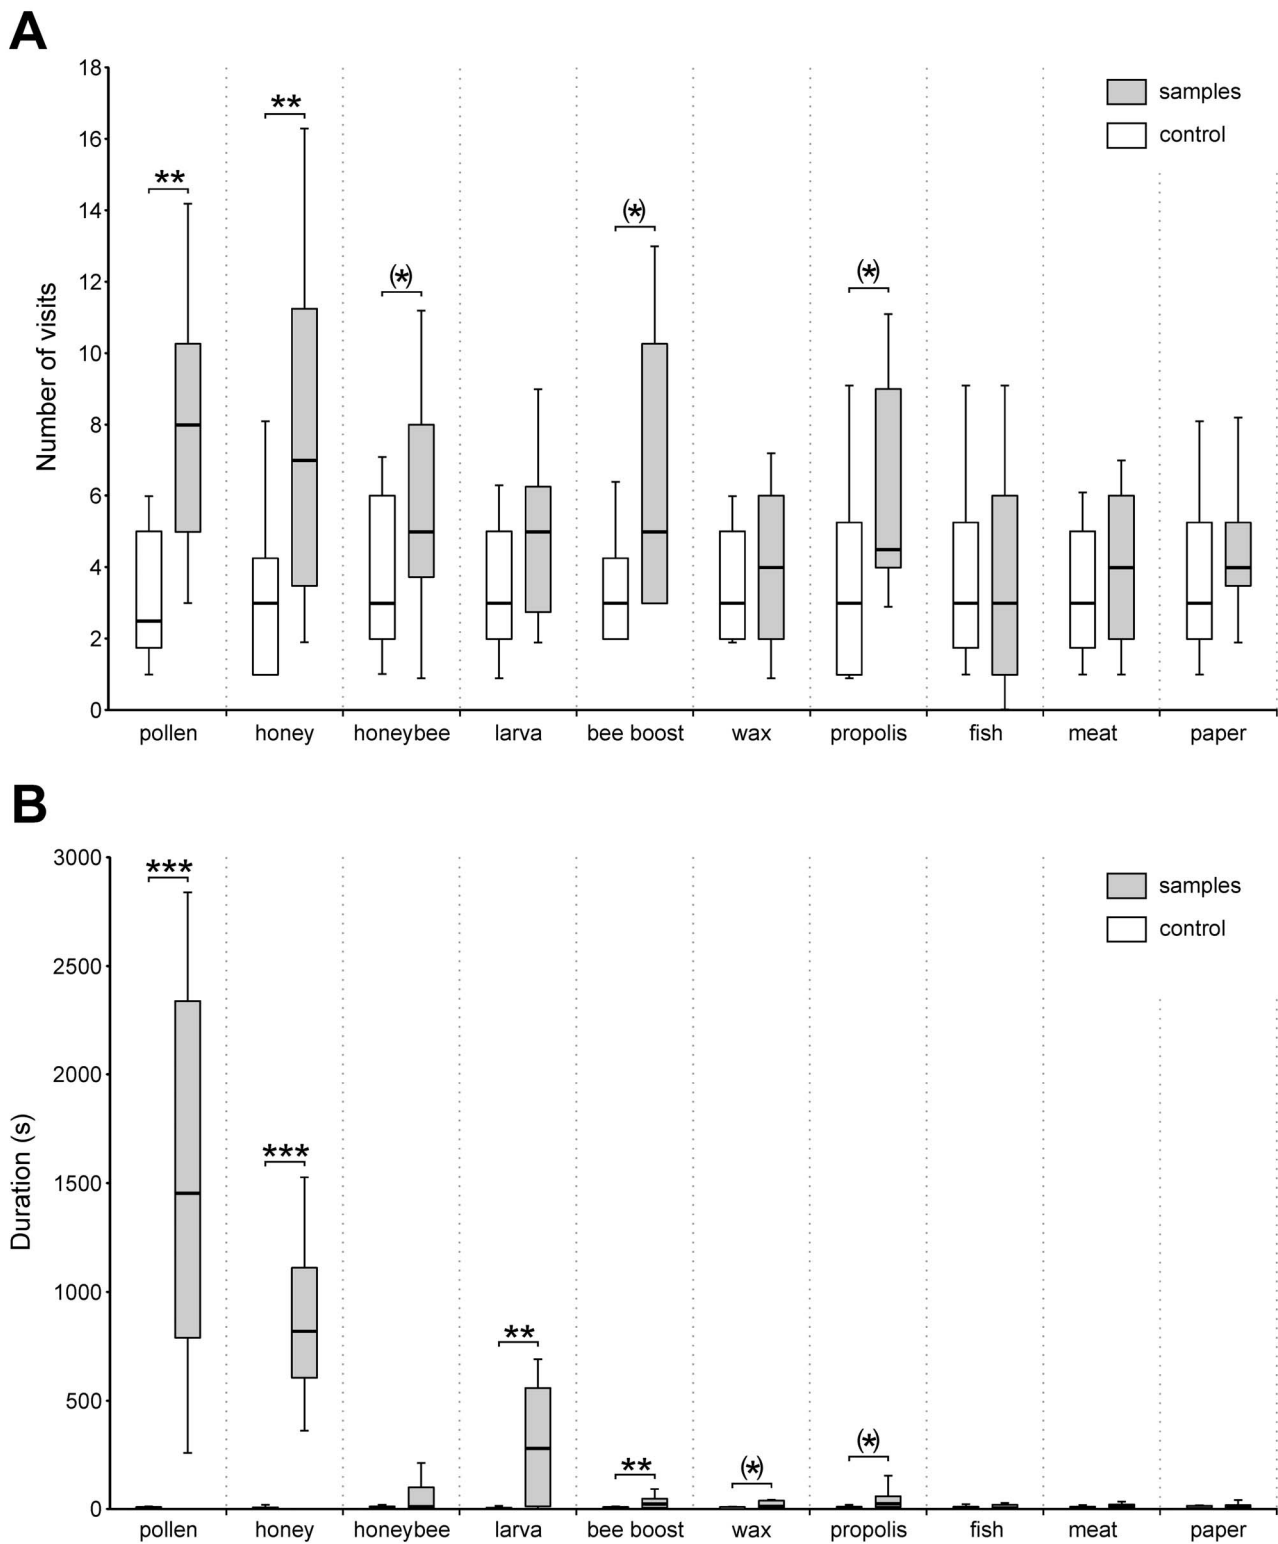 A
18
16
14
12
10
8
6
4
2
0
Number of visits
** ** (*) (*) (*)
samples
control
pollen honey honeybee larva bee boost wax propolis fish meat paper
B
3000
2500
2000
1500
1000
500
0
Duration (s)
*** *** ** ** (*) (*)
samples
control
pollen honey honeybee larva bee boost wax propolis fish meat paper